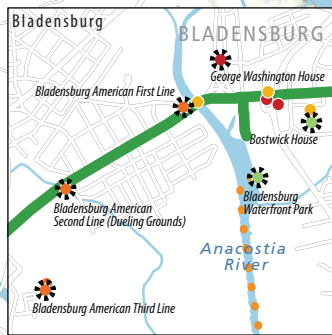 Bladensburg
BLADENSBURG
George Washington House
Bladensburg American First Line
Bostwick House
Bladensburg
Waterfront Park
Bladensburg American
Second Line (Dueling Grounds)
Anacostia
River
Bladensburg American Third Line